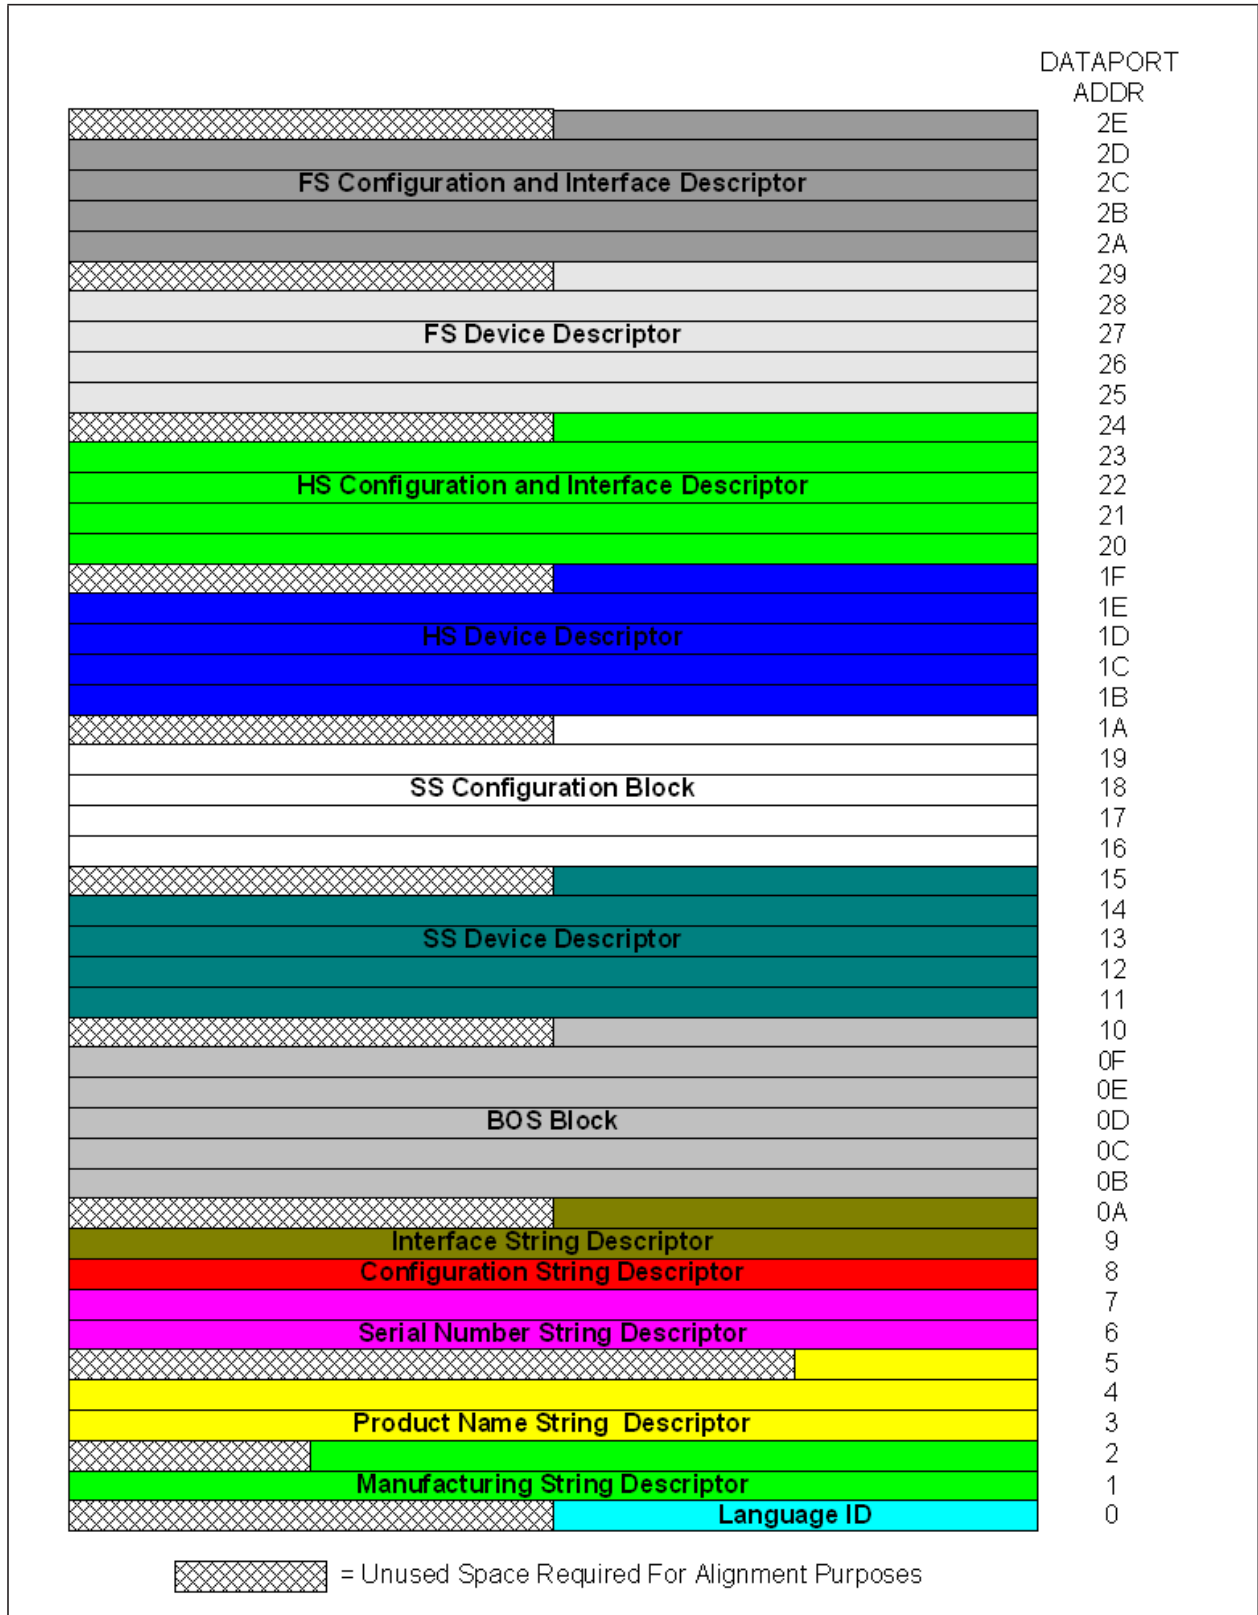 DATAPORT
ADDR
2E
2D
FS Configuration and Interface Descriptor 2C
2B
2A
29
28
FS Device Descriptor 27
26
25
24
23
HS Configuration and Interface Descriptor 22
21
20
1F
1E
HS Device Descriptor 1D
1C
1B
1A
19
SS Configuration Block 18
17
16
15
14
SS Device Descriptor 13
12
11
10
0F
0E
BOS Block 0D
0C
0B
0A
Interface String Descriptor 9
Configuration String Descriptor 8
7
Serial Number String Descriptor 6
5
4
Product Name String Descriptor 3
2
Manufacturing String Descriptor 1
Language ID 0
= Unused Space Required For Alignment Purposes